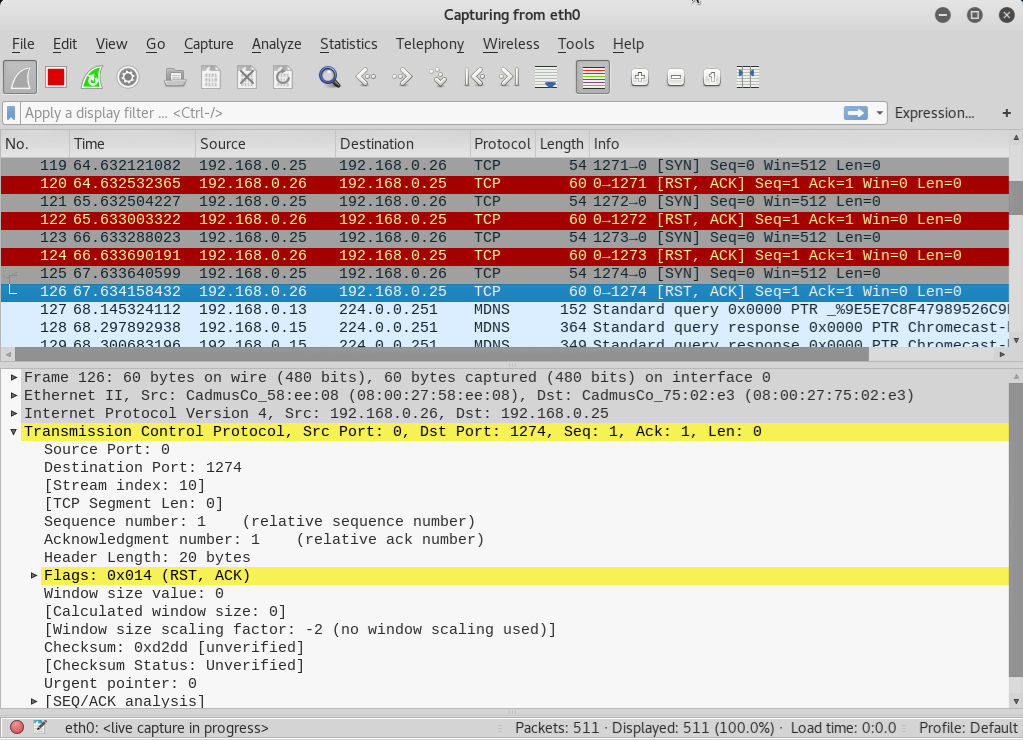 Capturing from eth0
File Edit View Go Capture Analyze Statistics Telephony Wireless Tools Help
Apply a display filter ... <Ctrl-/> Expression... +
No. Time Source Destination Protocol Length Info
119 64.632121082 192.168.0.25 192.168.0.26 TCP 54 1271→0 [SYN] Seq=0 Win=512 Len=0
120 64.632532365 192.168.0.26 192.168.0.25 TCP 60 0→1271 [RST, ACK] Seq=1 Ack=1 Win=0 Len=0
121 65.632504227 192.168.0.25 192.168.0.26 TCP 54 1272→0 [SYN] Seq=0 Win=512 Len=0
122 65.633003322 192.168.0.26 192.168.0.25 TCP 60 0→1272 [RST, ACK] Seq=1 Ack=1 Win=0 Len=0
123 66.633288023 192.168.0.25 192.168.0.26 TCP 54 1273→0 [SYN] Seq=0 Win=512 Len=0
124 66.633690191 192.168.0.26 192.168.0.25 TCP 60 0→1273 [RST, ACK] Seq=1 Ack=1 Win=0 Len=0
125 67.633640599 192.168.0.25 192.168.0.26 TCP 54 1274→0 [SYN] Seq=0 Win=512 Len=0
126 67.634158432 192.168.0.26 192.168.0.25 TCP 60 0→1274 [RST, ACK] Seq=1 Ack=1 Win=0 Len=0
127 68.145324112 192.168.0.13 224.0.0.251 MDNS 152 Standard query 0x0000 PTR _%9E5E7C8F47989526C9
128 68.297892938 192.168.0.15 224.0.0.251 MDNS 364 Standard query response 0x0000 PTR Chromecast-
129 68.300683196 192.168.0.15 224.0.0.251 MDNS 349 Standard query response 0x0000 PTR Chromecast-
Frame 126: 60 bytes on wire (480 bits), 60 bytes captured (480 bits) on interface 0
Ethernet II, Src: CadmusCo_58:ee:08 (08:00:27:58:ee:08), Dst: CadmusCo_75:02:e3 (08:00:27:75:02:e3)
Internet Protocol Version 4, Src: 192.168.0.26, Dst: 192.168.0.25
Transmission Control Protocol, Src Port: 0, Dst Port: 1274, Seq: 1, Ack: 1, Len: 0
Source Port: 0
Destination Port: 1274
[Stream index: 10]
[TCP Segment Len: 0]
Sequence number: 1 (relative sequence number)
Acknowledgment number: 1 (relative ack number)
Header Length: 20 bytes
Flags: 0x014 (RST, ACK)
Window size value: 0
[Calculated window size: 0]
[Window size scaling factor: -2 (no window scaling used)]
Checksum: 0xd2dd [unverified]
[Checksum Status: Unverified]
Urgent pointer: 0
[SEQ/ACK analysis]
eth0: <live capture in progress> Packets: 511 · Displayed: 511 (100.0%) · Load time: 0:0.0 Profile: Default